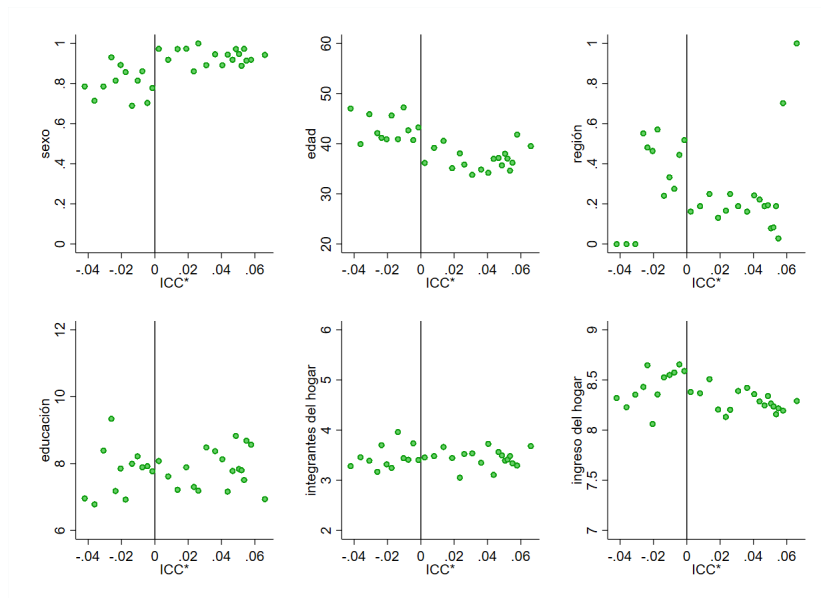 sexo
0 .2 .4 .6 .8 1
-.04 -.02 0 .02 .04 .06
ICC*
edad
20 30 40 50 60
-.04 -.02 0 .02 .04 .06
ICC*
región
0 .2 .4 .6 .8 1
-.04 -.02 0 .02 .04 .06
ICC*
educación
6 8 10 12
-.04 -.02 0 .02 .04 .06
ICC*
integrantes del hogar
2 3 4 5 6
-.04 -.02 0 .02 .04 .06
ICC*
ingreso del hogar
7 7.5 8 8.5 9
-.04 -.02 0 .02 .04 .06
ICC*